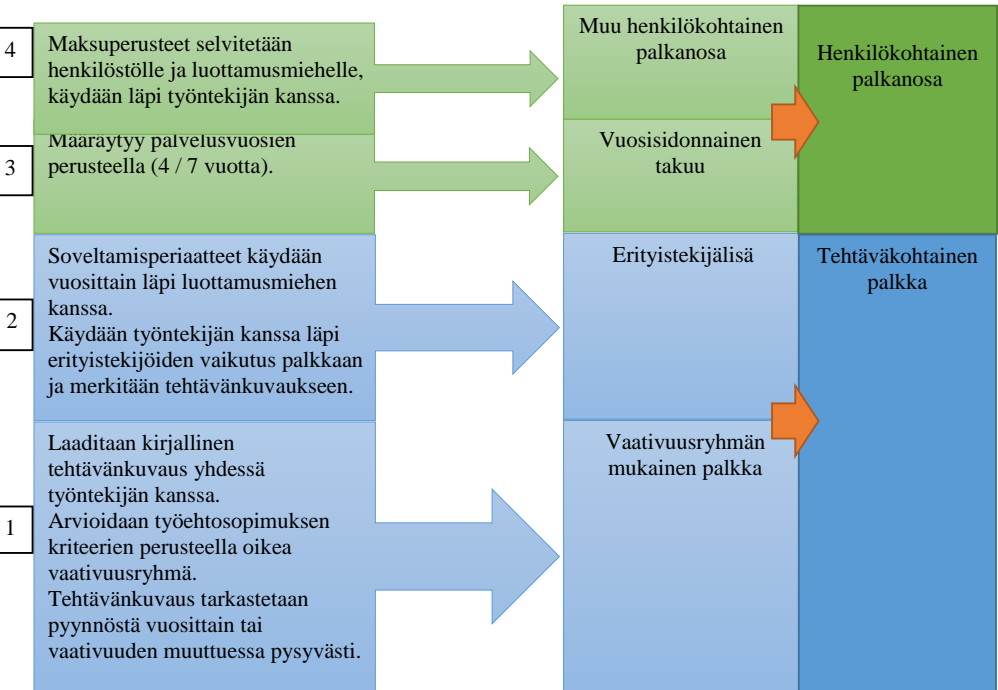 4
Maksuperusteet selvitetään
henkilöstölle ja luottamusmiehelle,
käydään läpi työntekijän kanssa.
Muu henkilökohtainen
palkanosa
Henkilökohtainen
palkanosa
3
Määräytyy palvelusvuosien
perusteella (4 / 7 vuotta).
Vuosisidonnainen
takuu
2
Soveltamisperiaatteet käydään
vuosittain läpi luottamusmiehen
kanssa.
Käydään työntekijän kanssa läpi
erityistekijöiden vaikutus palkkaan
ja merkitään tehtävänkuvaukseen.
Erityistekijälisä
Tehtäväkohtainen
palkka
1
Laaditaan kirjallinen
tehtävänkuvaus yhdessä
työntekijän kanssa.
Arvioidaan työehtosopimuksen
kriteerien perusteella oikea
vaativuusryhmä.
Tehtävänkuvaus tarkastetaan
pyynnöstä vuosittain tai
vaativuuden muuttuessa pysyvästi.
Vaativuusryhmän
mukainen palkka